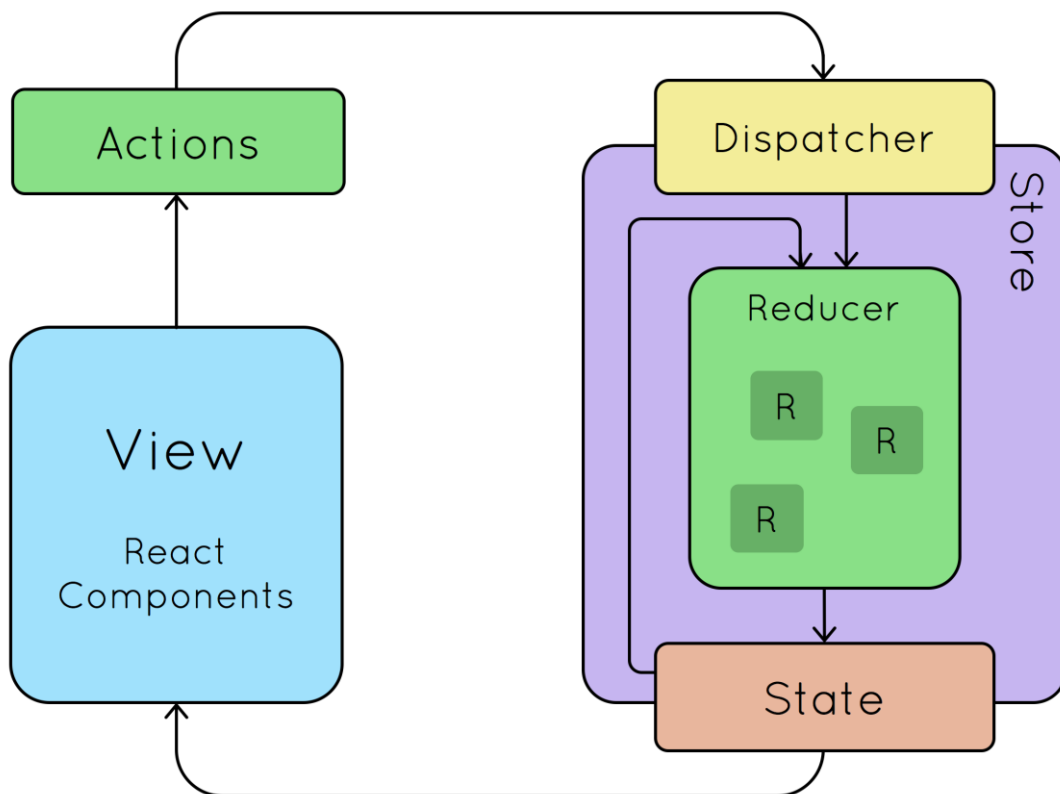 Actions
Dispatcher
Store
Reducer
R
R
R
View
React
Components
State